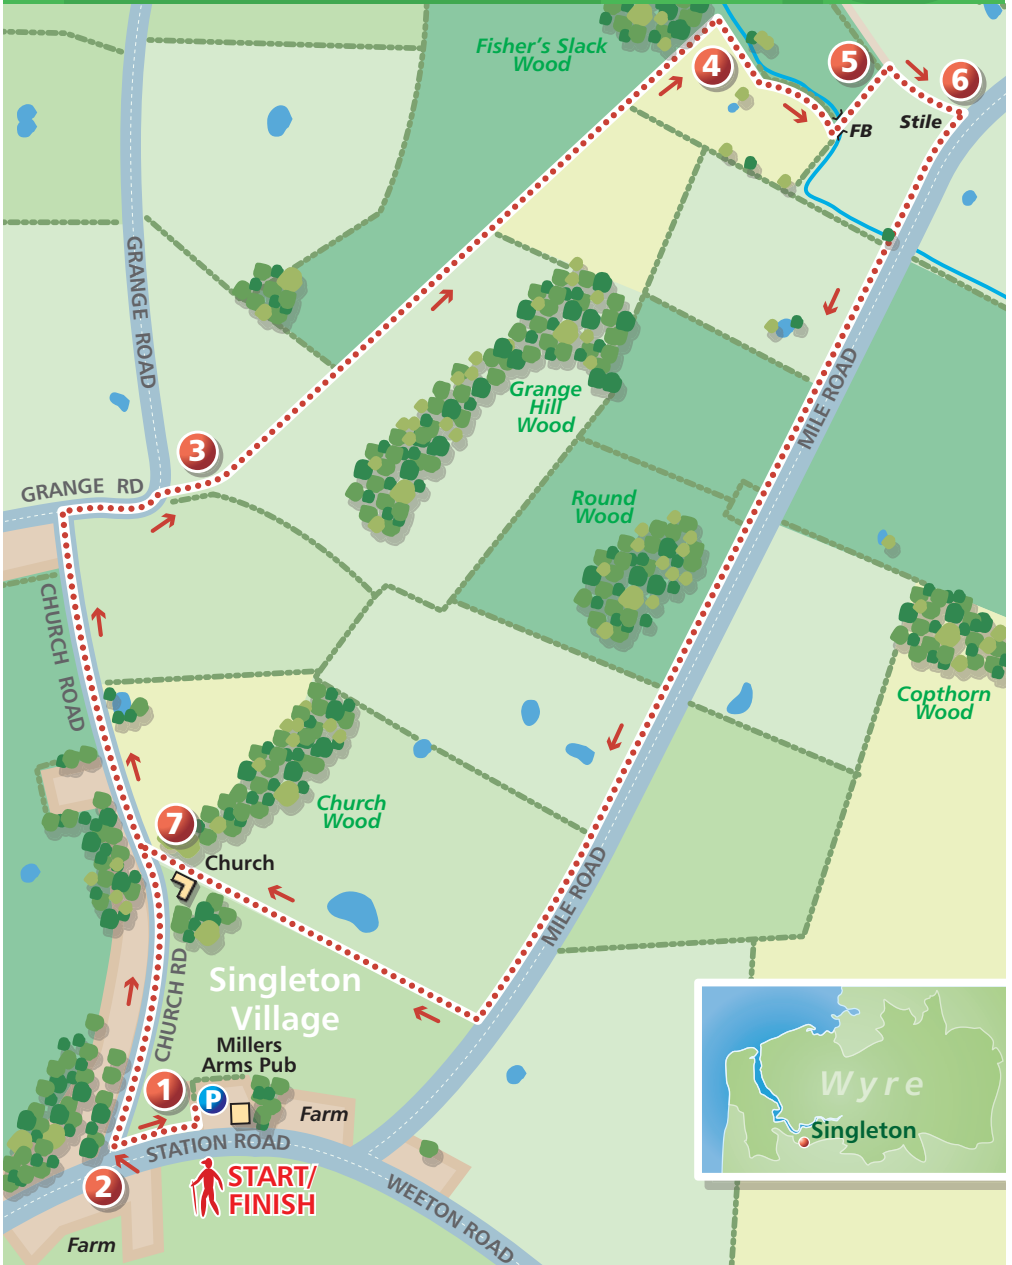 Fisher's Slack
Wood
4
5
6
Stile
FB
GRANGE ROAD
MILE ROAD
Grange
Hill
Wood
3
GRANGE RD
Round
Wood
CHURCH ROAD
Copthorn
Wood
Church
Wood
7
Church
MILE ROAD
Singleton
Village
CHURCH RD
Millers
Arms Pub
1
P
Farm
STATION ROAD
START/
FINISH
2
WEETON ROAD
Farm
Wyre
Singleton